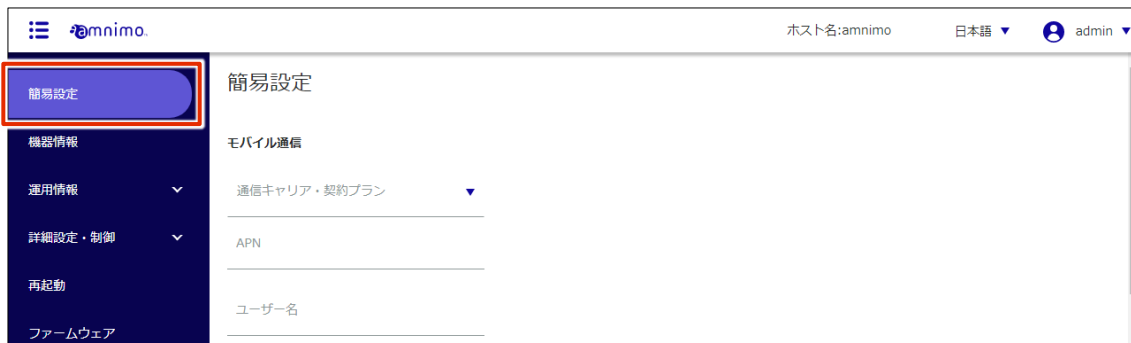 amnimo
ホスト名:amnimo
日本語
admin
簡易設定
機器情報
運用情報
詳細設定・制御
再起動
ファームウェア
簡易設定
モバイル通信
通信キャリア・契約プラン
APN
ユーザー名